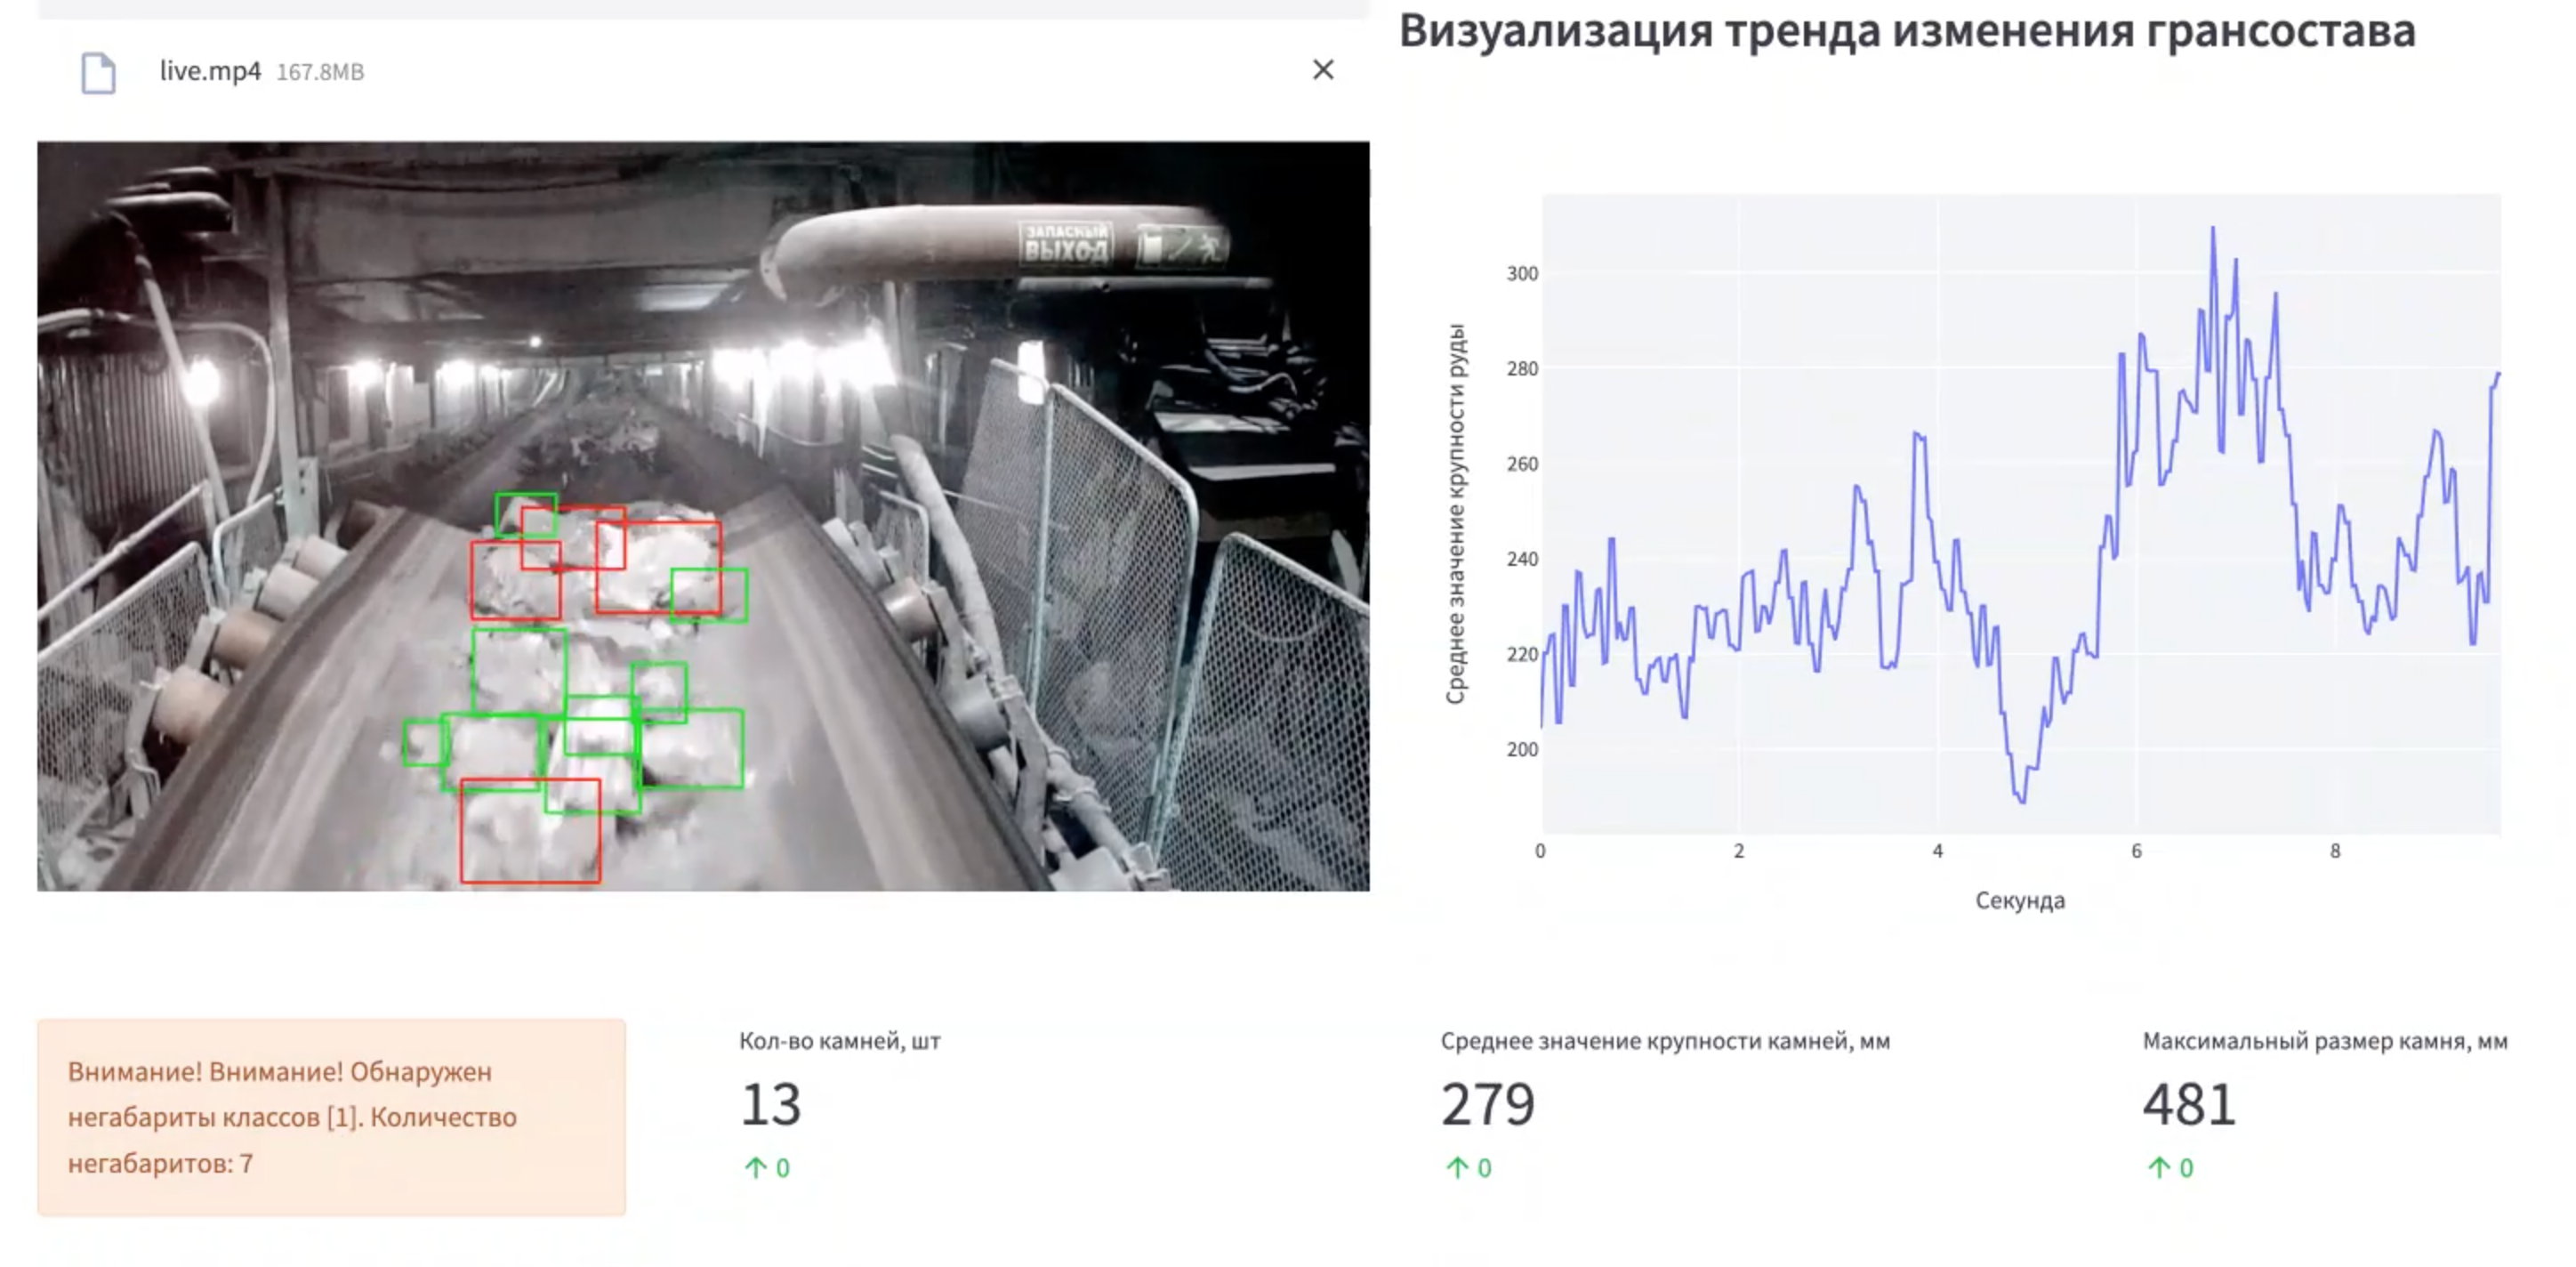 Визуализация тренда изменения грансостава
live.mp4 167.8MB
ЗАПАСНЫЙ
ВЫХОД
Среднее значение крупности руды
300
280
260
240
220
200
0 2 4 6 8
Секунда
Внимание! Внимание! Обнаружен
негабариты классов [1]. Количество
негабаритов: 7
Кол-во камней, шт
13
↑ 0
Среднее значение крупности камней, мм
279
↑ 0
Максимальный размер камня, мм
481
↑ 0